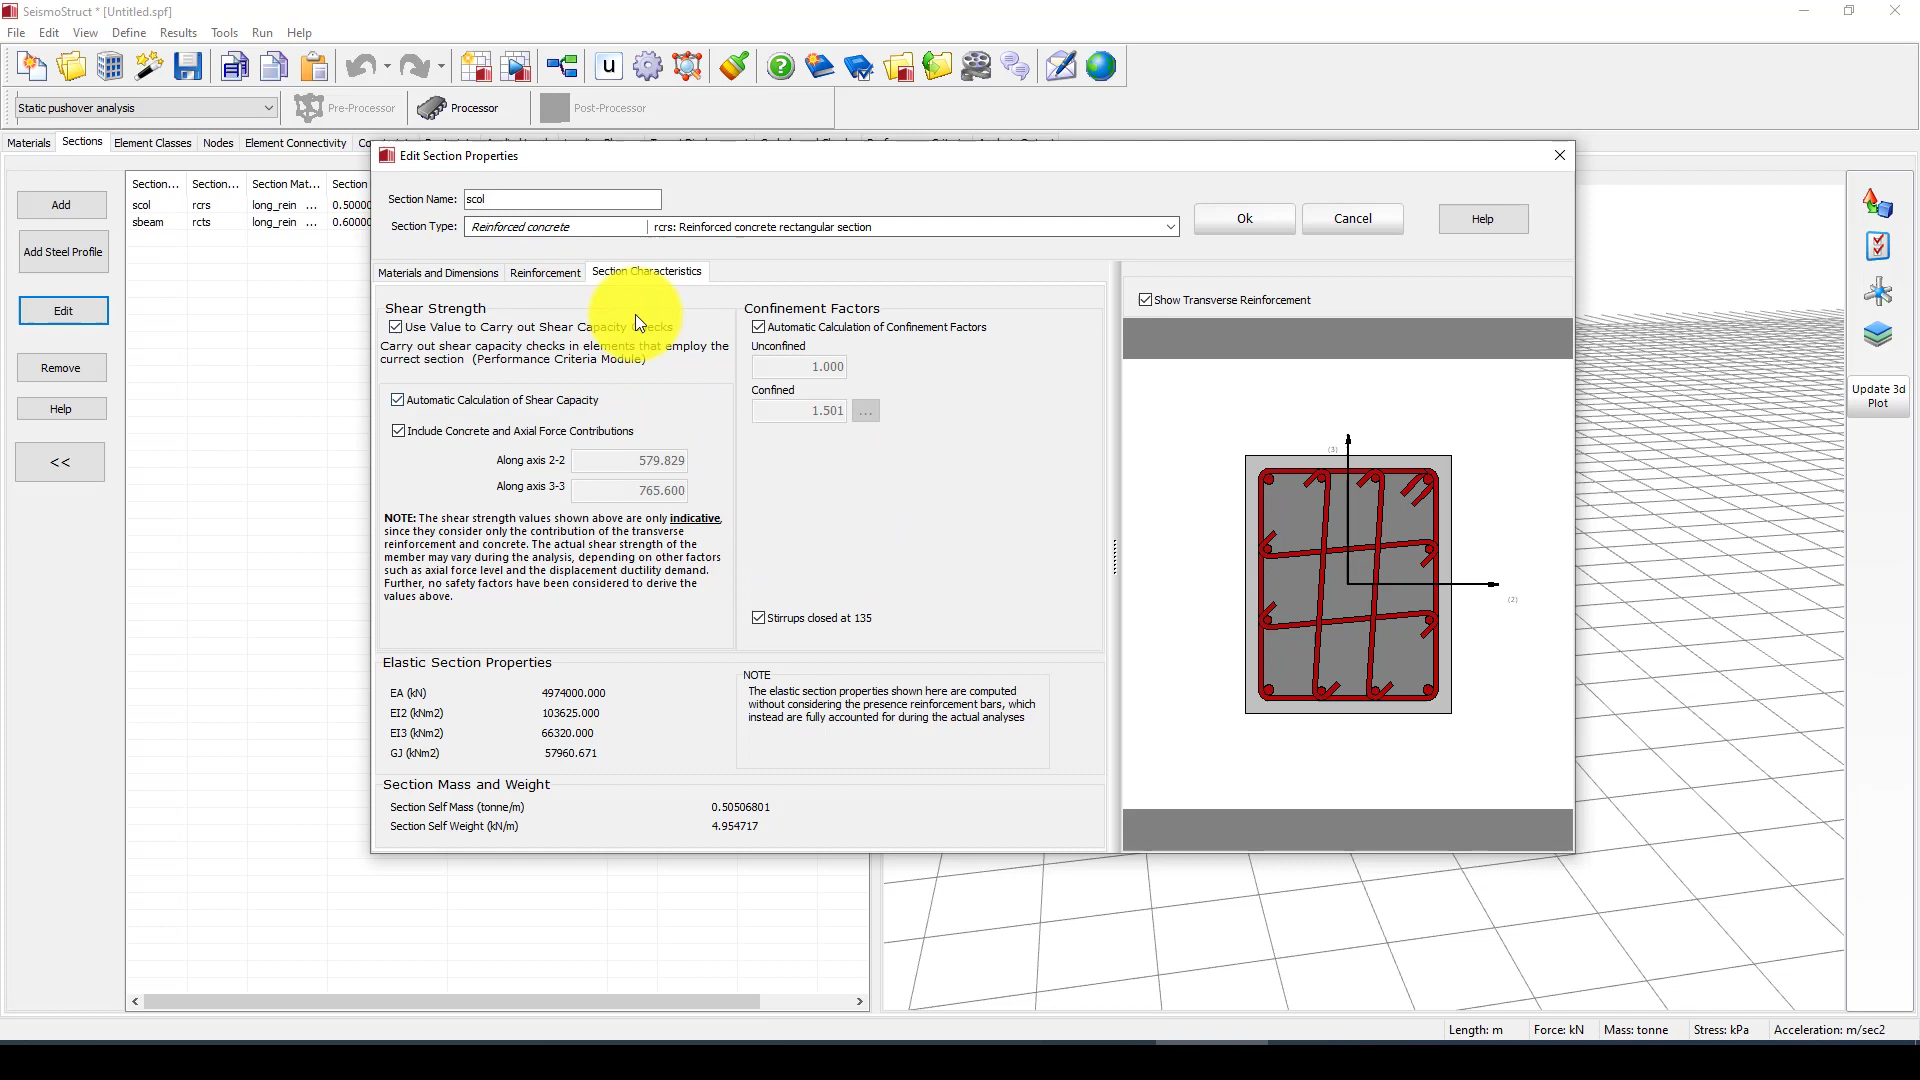 SeismoStruct * [Untitled.spf]
File Edit View Define Results Tools Run Help
u
Static pushover analysis
Pre-Processor
Processor
Post-Processor
Materials Sections Element Classes Nodes Element Connectivity
Edit Section Properties
Add
Add Steel Profile
Edit
Remove
Help
<<
Section... Section... Section Mat... Section
scol rcrs long_rein ... 0.50000
sbeam rcts long_rein ... 0.60000
Section Name: scol
Section Type: Reinforced concrete rcrs: Reinforced concrete rectangular section
Ok Cancel Help
Materials and Dimensions Reinforcement Section Characteristics
Shear Strength
Use Value to Carry out Shear Capacity Checks
Carry out shear capacity checks in elements that employ the
currect section (Performance Criteria Module)
Automatic Calculation of Shear Capacity
Include Concrete and Axial Force Contributions
Along axis 2-2 579.829
Along axis 3-3 765.600
NOTE: The shear strength values shown above are only indicative,
since they consider only the contribution of the transverse
reinforcement and concrete. The actual shear strength of the
member may vary during the analysis, depending on other factors
such as axial force level and the displacement ductility demand.
Further, no safety factors have been considered to derive the
values above.
Confinement Factors
Automatic Calculation of Confinement Factors
Unconfined
1.000
Confined
1.501 ...
Stirrups closed at 135
Elastic Section Properties
EA (kN) 4974000.000
EI2 (kNm2) 103625.000
EI3 (kNm2) 66320.000
GJ (kNm2) 57960.671
NOTE
The elastic section properties shown here are computed
without considering the presence reinforcement bars, which
instead are fully accounted for during the actual analyses
Section Mass and Weight
Section Self Mass (tonne/m) 0.50506801
Section Self Weight (kN/m) 4.954717
Show Transverse Reinforcement
(3)
(2)
Update 3d
Plot
Length: m Force: kN Mass: tonne Stress: kPa Acceleration: m/sec2